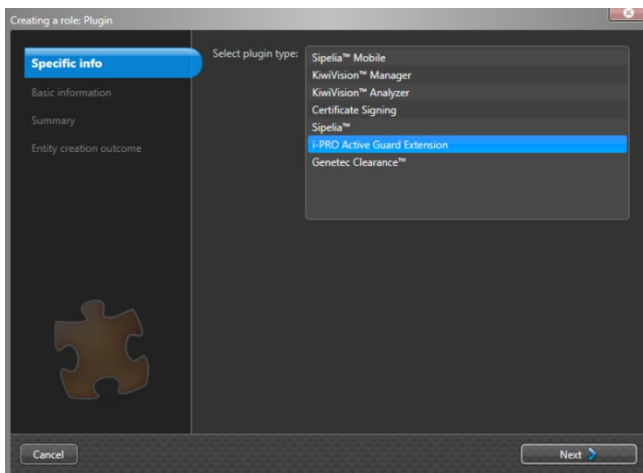 Creating a role: Plugin
Specific info
Basic information
Summary
Entity creation outcome
Select plugin type:
Sipelia™ Mobile
KiwiVision™ Manager
KiwiVision™ Analyzer
Certificate Signing
Sipelia™
i-PRO Active Guard Extension
Genetec Clearance™
Cancel
Next